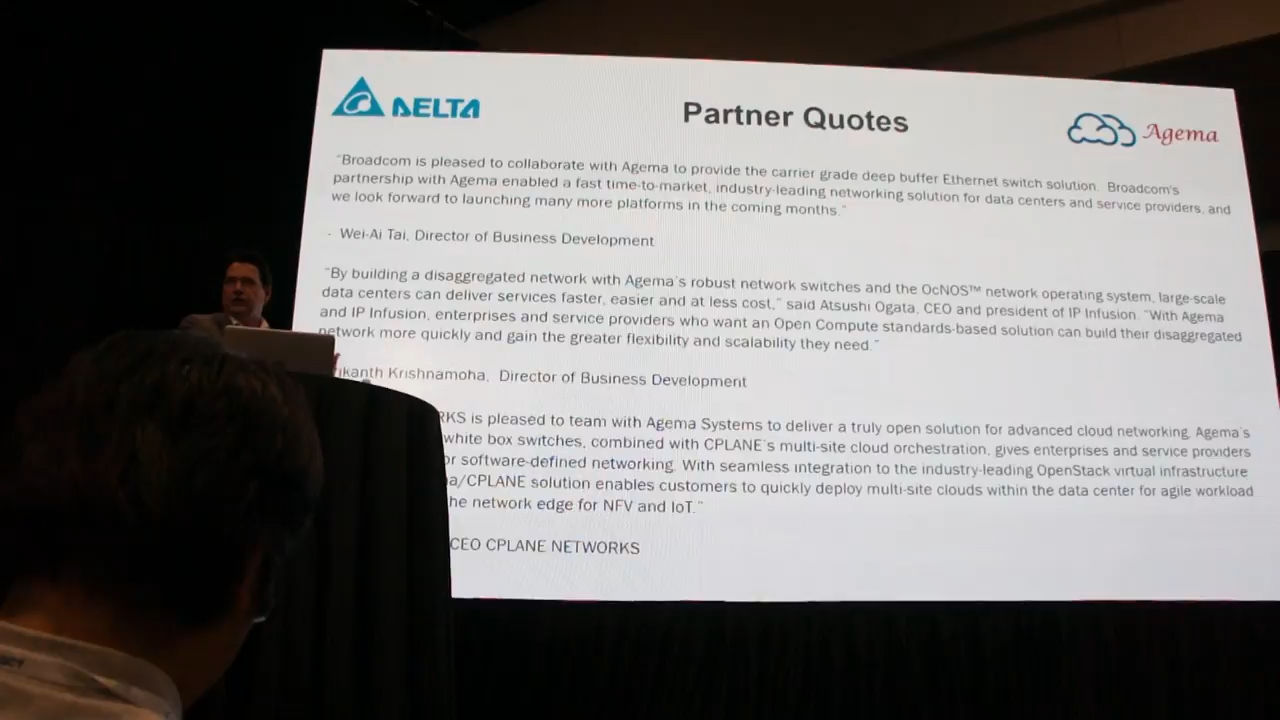 DELTA
Partner Quotes
Agema
"Broadcom is pleased to collaborate with Agema to provide the carrier grade deep buffer Ethernet switch solution. Broadcom's
partnership with Agema enabled a fast time-to-market, industry-leading networking solution for data centers and service providers, and
we look forward to launching many more platforms in the coming months."
- Wei-Ai Tai, Director of Business Development
"By building a disaggregated network with Agema's robust network switches and the OcNOS™ network operating system, large-scale
data centers can deliver services faster, easier and at less cost," said Atsushi Ogata, CEO and president of IP Infusion. "With Agema
and IP Infusion, enterprises and service providers who want an Open Compute standards-based solution can build their disaggregated
network more quickly and gain the greater flexibility and scalability they need."
Krishnamoha, Director of Business Development
is pleased to team with Agema Systems to deliver a truly open solution for advanced cloud networking. Agema's
white box switches, combined with CPLANE's multi-site cloud orchestration, gives enterprises and service providers
software-defined networking. With seamless integration to the industry-leading OpenStack virtual infrastructure
/CPLANE solution enables customers to quickly deploy multi-site clouds within the data center for agile workload
network edge for NFV and IoT."
CEO CPLANE NETWORKS